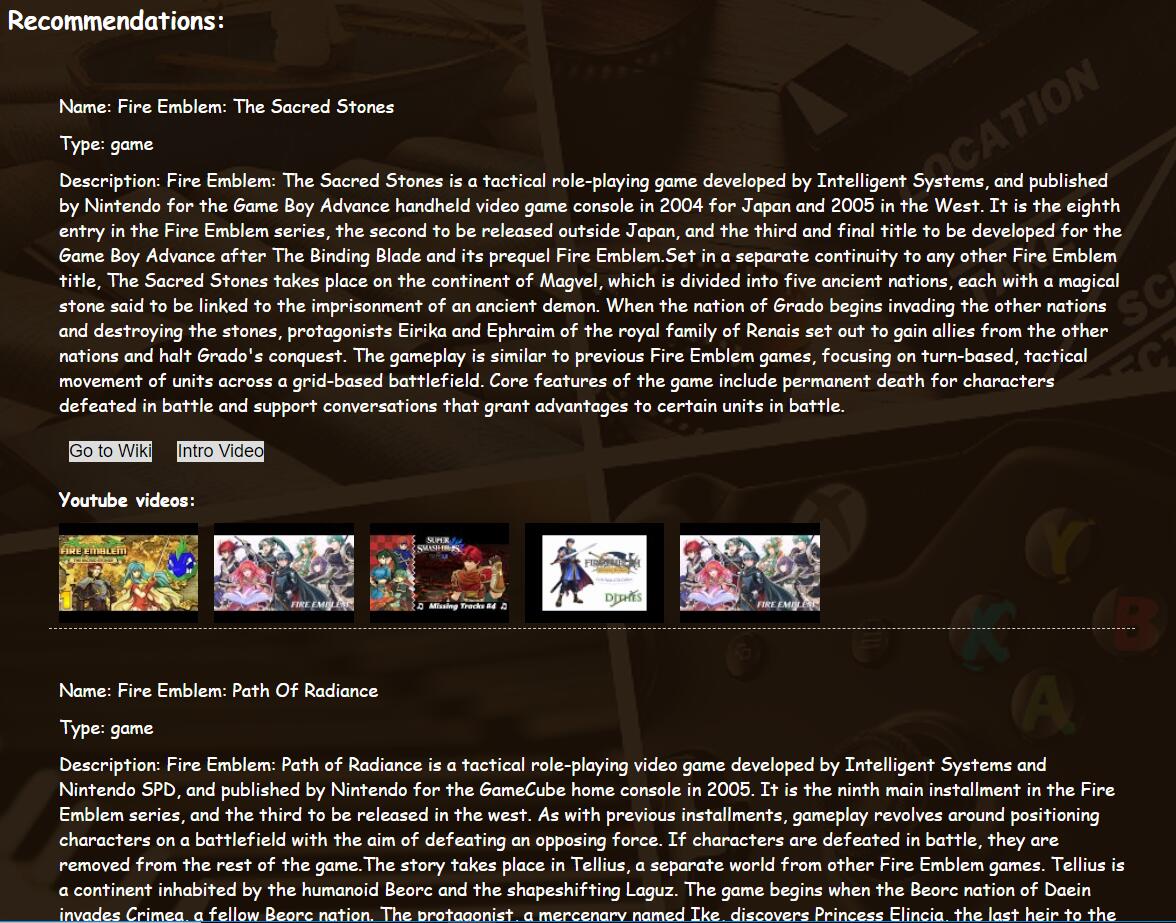 Recommendations:
Name: Fire Emblem: The Sacred Stones
Type: game
Description: Fire Emblem: The Sacred Stones is a tactical role-playing game developed by Intelligent Systems, and published
by Nintendo for the Game Boy Advance handheld video game console in 2004 for Japan and 2005 in the West. It is the eighth
entry in the Fire Emblem series, the second to be released outside Japan, and the third and final title to be developed for the
Game Boy Advance after The Binding Blade and its prequel Fire Emblem.Set in a separate continuity to any other Fire Emblem
title, The Sacred Stones takes place on the continent of Magvel, which is divided into five ancient nations, each with a magical
stone said to be linked to the imprisonment of an ancient demon. When the nation of Grado begins invading the other nations
and destroying the stones, protagonists Eirika and Ephraim of the royal family of Renais set out to gain allies from the other
nations and halt Grado's conquest. The gameplay is similar to previous Fire Emblem games, focusing on turn-based, tactical
movement of units across a grid-based battlefield. Core features of the game include permanent death for characters
defeated in battle and support conversations that grant advantages to certain units in battle.
Go to Wiki Intro Video
Youtube videos:
FIRE EMBLEM
FIRE EMBLEM
SUPER
SMASH BROS
Missing Tracks #4
DITHES
FIRE EMBLEM
Name: Fire Emblem: Path Of Radiance
Type: game
Description: Fire Emblem: Path of Radiance is a tactical role-playing video game developed by Intelligent Systems and
Nintendo SPD, and published by Nintendo for the GameCube home console in 2005. It is the ninth main installment in the Fire
Emblem series, and the third to be released in the west. As with previous installments, gameplay revolves around positioning
characters on a battlefield with the aim of defeating an opposing force. If characters are defeated in battle, they are
removed from the rest of the game.The story takes place in Tellius, a separate world from other Fire Emblem games. Tellius is
a continent inhabited by the humanoid Beorc and the shapeshifting Laguz. The game begins when the Beorc nation of Daein
invades Crimea, a fellow Beorc nation. The protagonist, a mercenary named Ike, discovers Princess Elincia, the last heir to the
LOCATION
X
Y
B
A